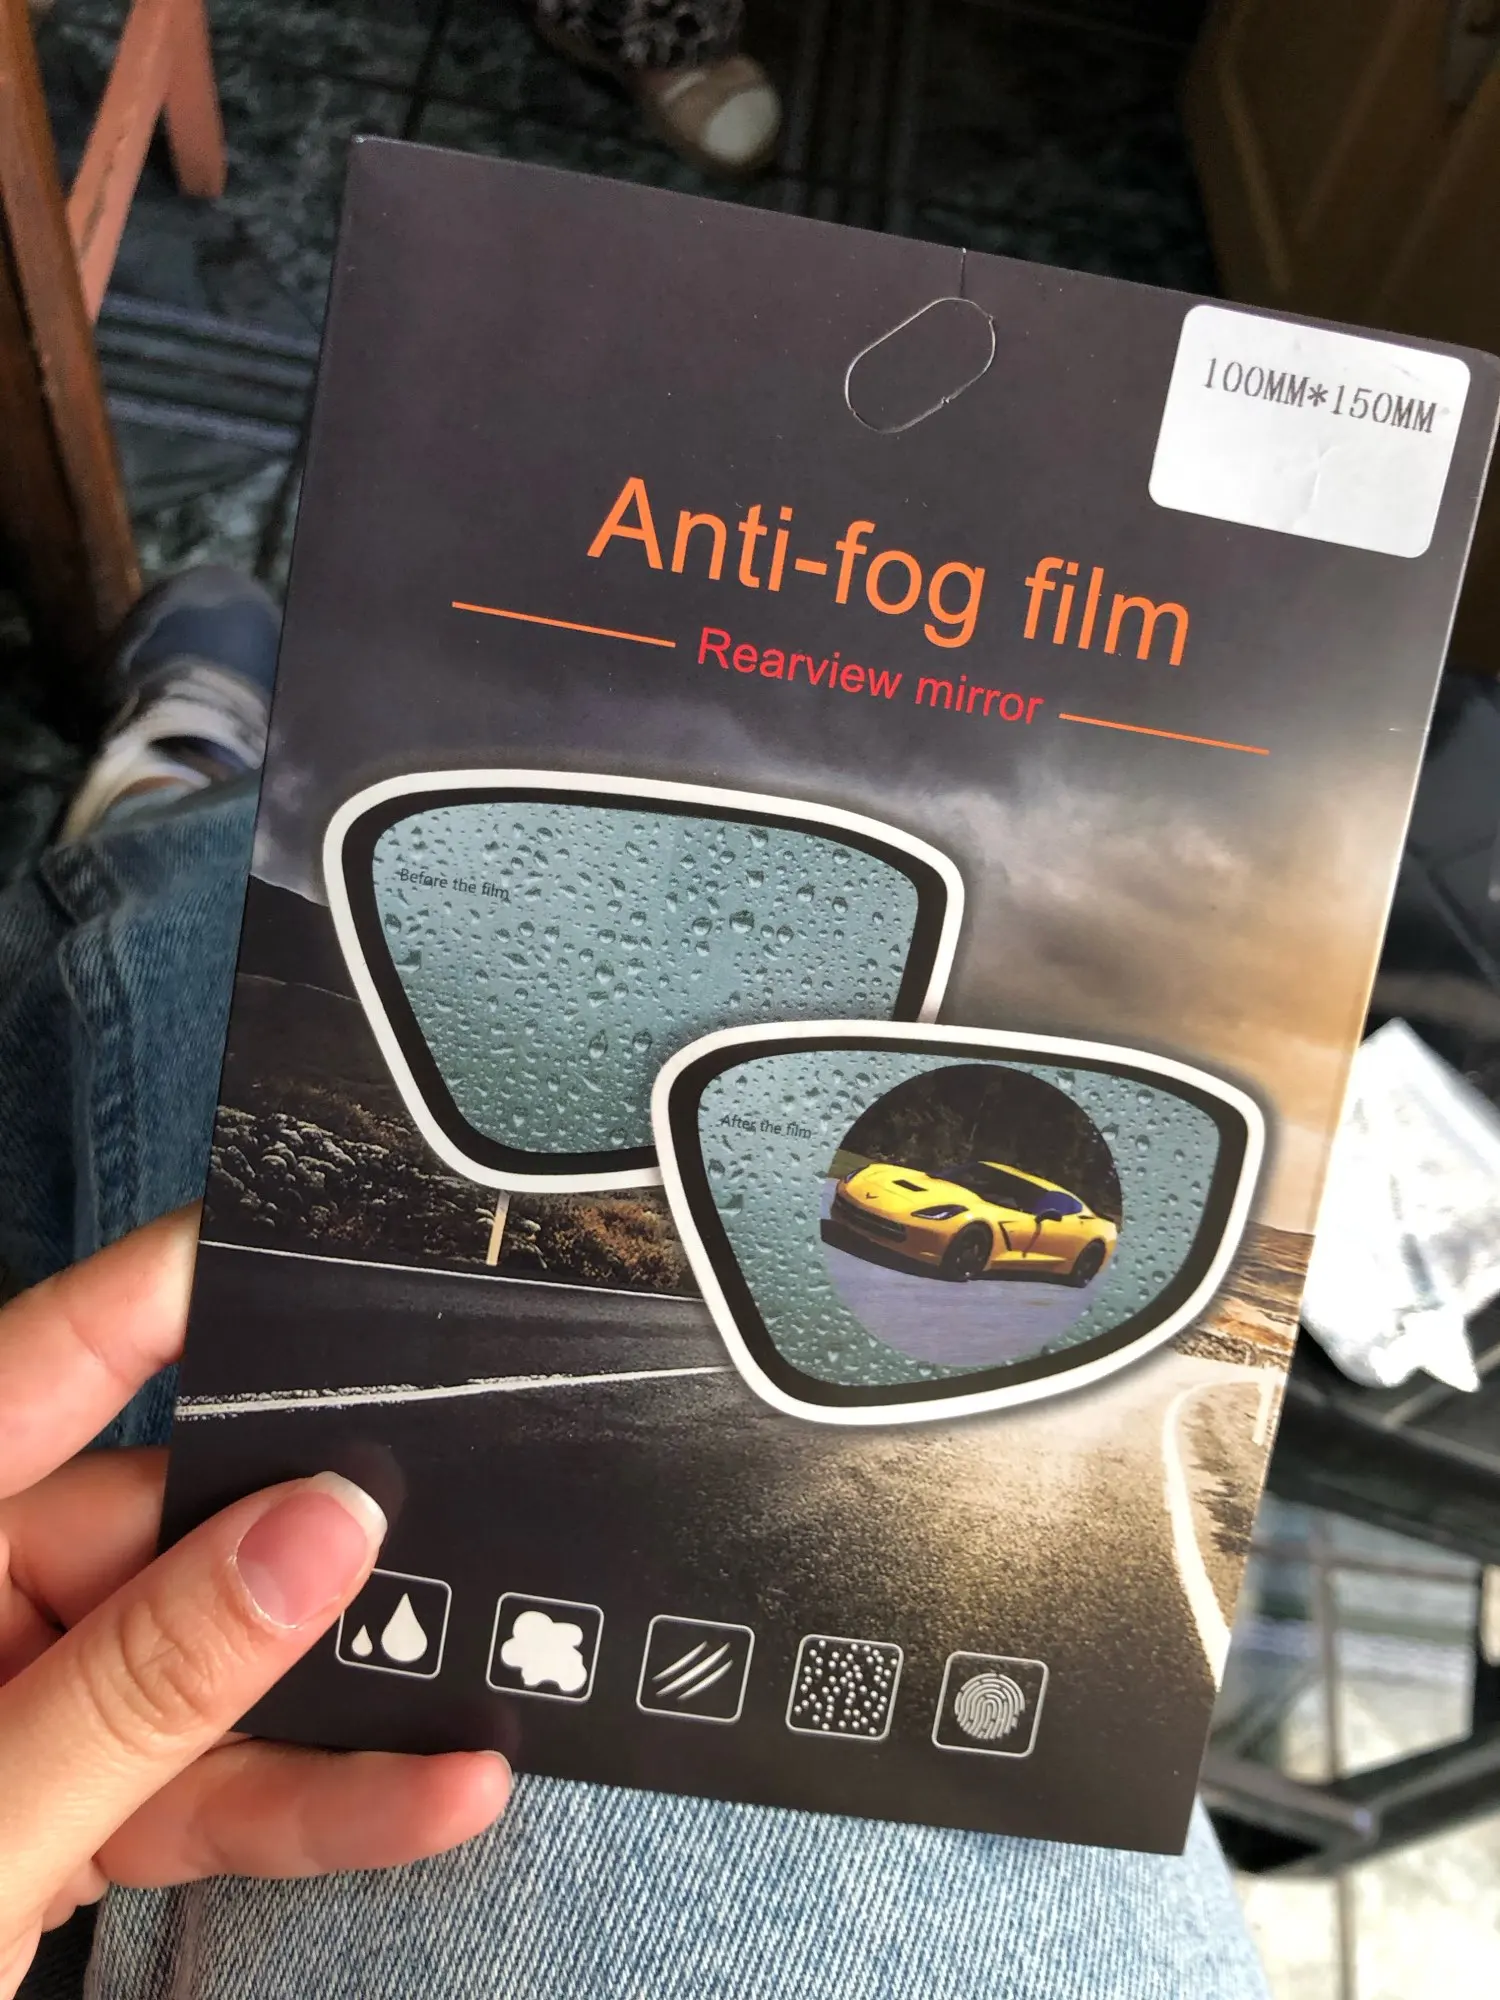 100MM*150MM
Anti-fog film
Rearview mirror
Before the film
After the film